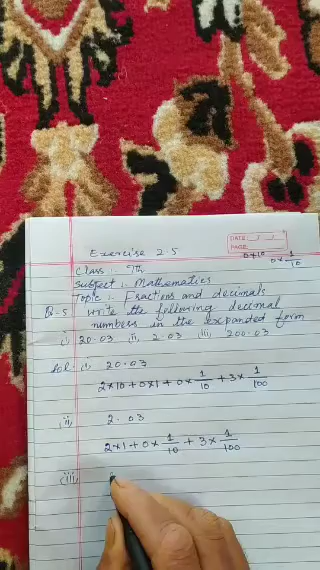 Exercise 2.5
DATE: / /
PAGE:
0×10 0×1/10
Class :- 7th
Subject :- Mathematics
Topic :- Fractions and decimals
Q-5 write the following decimal
numbers in the expanded form
i) 20.03 ii) 2.03 iii) 200.03
Sol: (i) 20.03
2×10+0×1+0×1/10+3×1/100
(ii) 2.03
2×1+0×1/10+3×1/100
(iii)